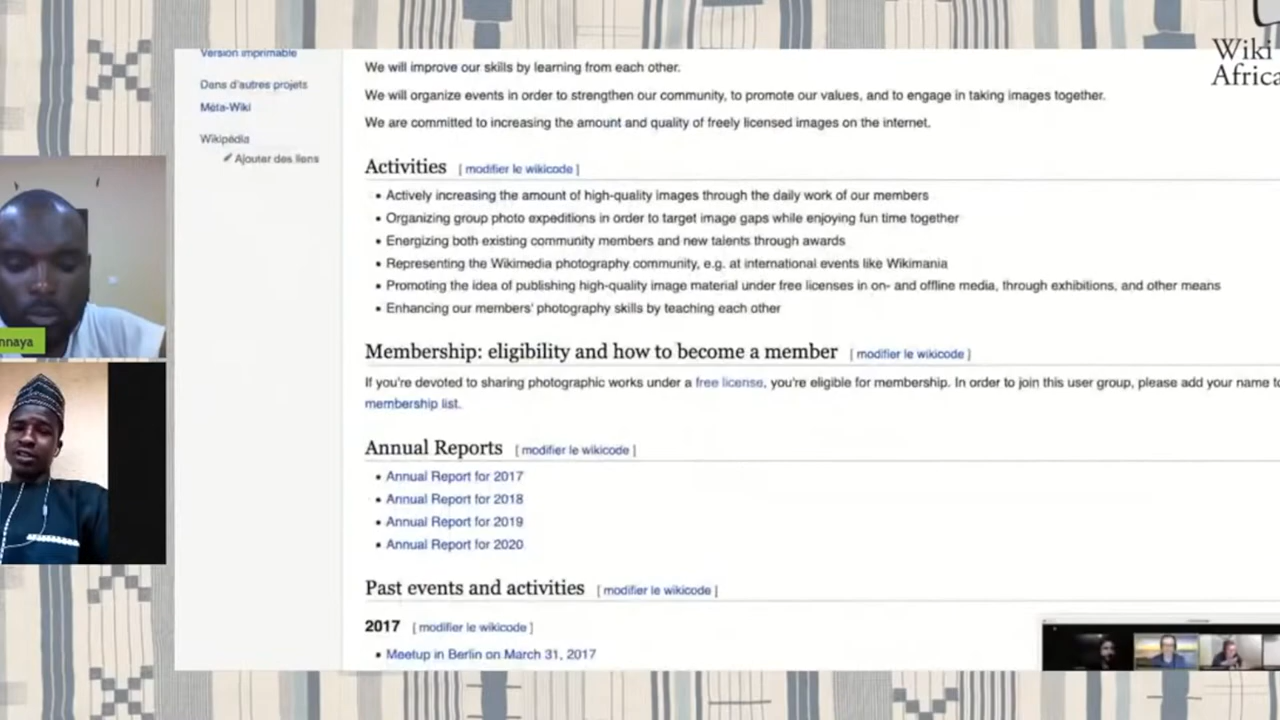 Wiki
Africa
Version imprimable
Dans d'autres projets
Méta-Wiki
Wikipédia
Ajouter des liens
nnaya
We will improve our skills by learning from each other.
We will organize events in order to strengthen our community, to promote our values, and to engage in taking images together.
We are committed to increasing the amount and quality of freely licensed images on the internet.
Activities [ modifier le wikicode ]
• Actively increasing the amount of high-quality images through the daily work of our members
• Organizing group photo expeditions in order to target image gaps while enjoying fun time together
• Energizing both existing community members and new talents through awards
• Representing the Wikimedia photography community, e.g. at international events like Wikimania
• Promoting the idea of publishing high-quality image material under free licenses in on- and offline media, through exhibitions, and other means
• Enhancing our members' photography skills by teaching each other
Membership: eligibility and how to become a member [ modifier le wikicode ]
If you're devoted to sharing photographic works under a free license, you're eligible for membership. In order to join this user group, please add your name to
membership list.
Annual Reports [ modifier le wikicode ]
• Annual Report for 2017
• Annual Report for 2018
• Annual Report for 2019
• Annual Report for 2020
Past events and activities [ modifier le wikicode ]
2017 [ modifier le wikicode ]
• Meetup in Berlin on March 31, 2017